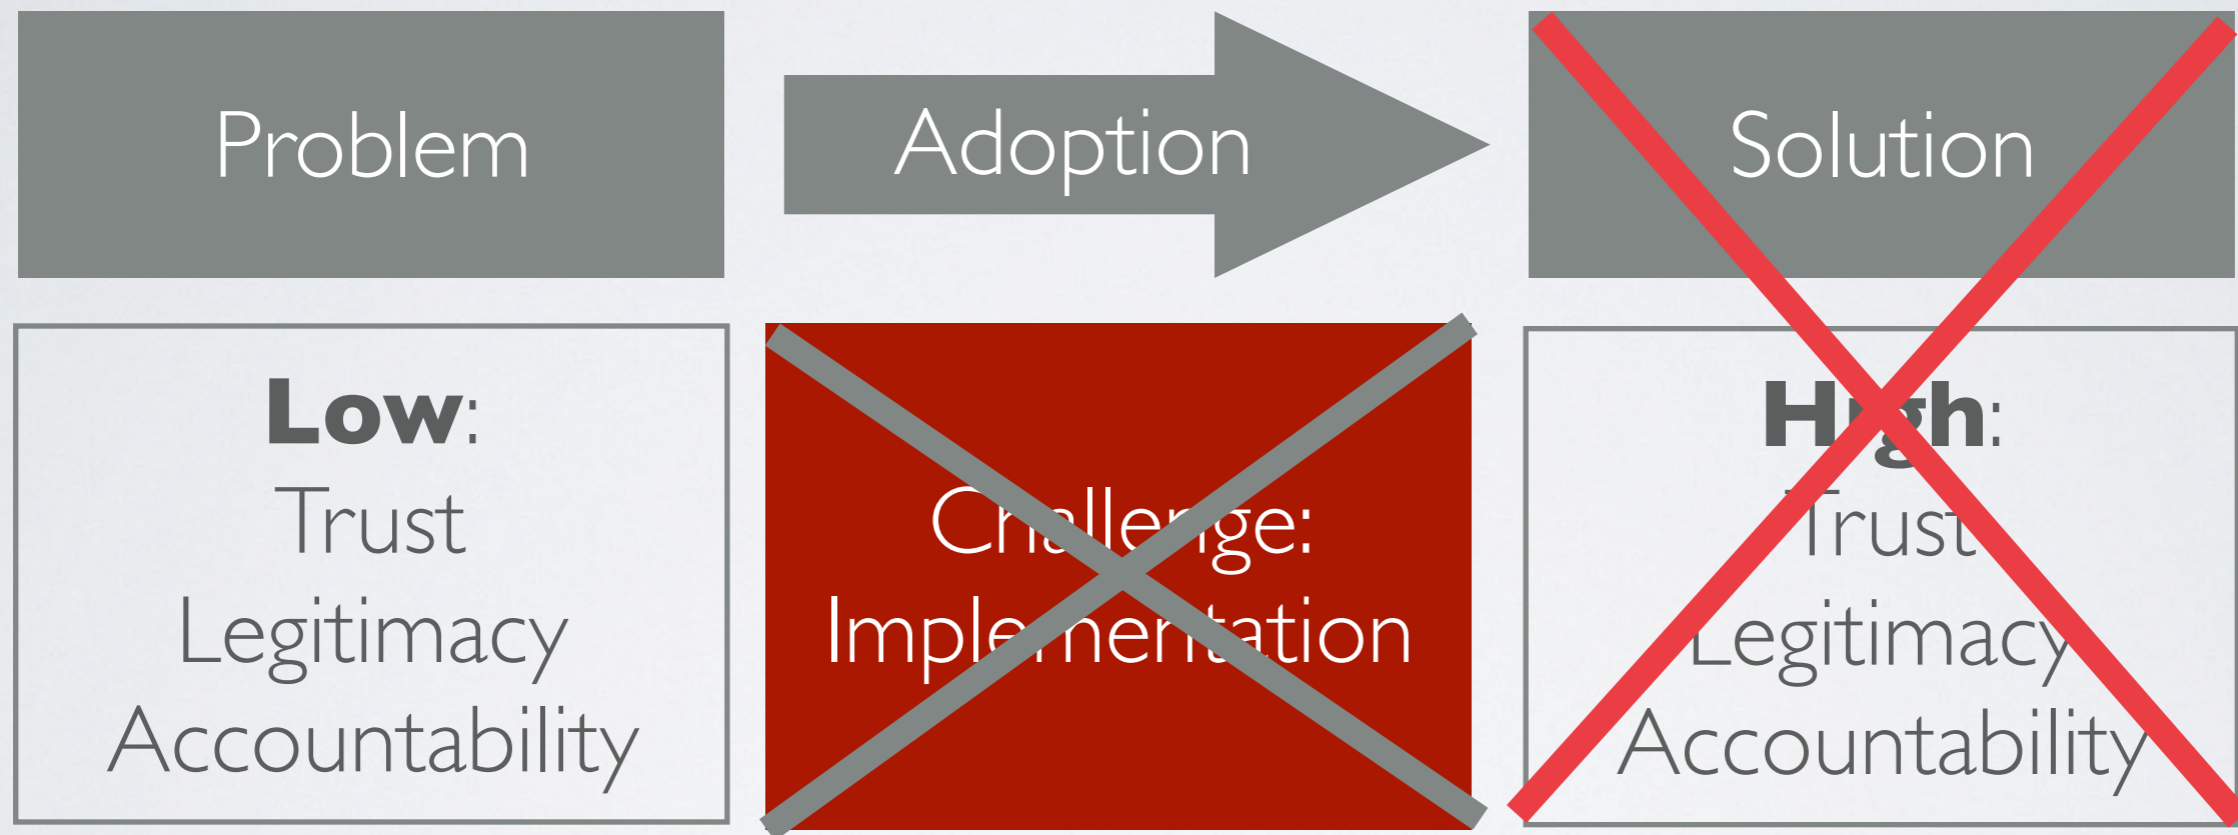 Problem
Adoption
Solution
Low:
Trust
Legitimacy
Accountability
Challenge:
Implementation
High:
Trust
Legitimacy
Accountability